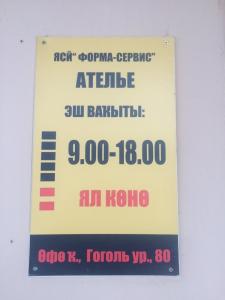 ЯСЙ" ФОРМА-СЕРВИС"
АТЕЛЬЕ
ЭШ ВАҠЫТЫ:
9.00-18.00
ЯЛ КӨНӨ
Өфө ҡ., Гоголь ур., 80